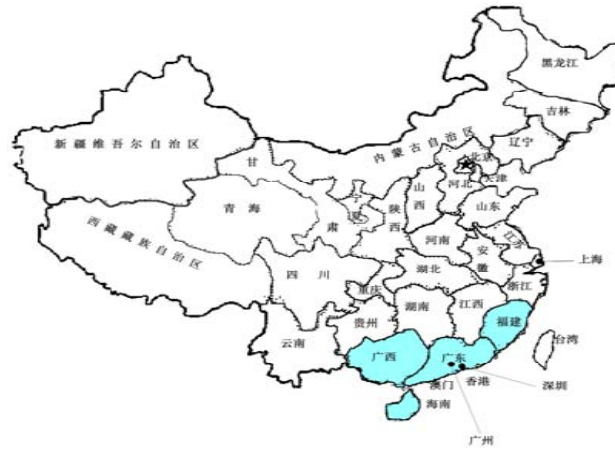 黑龙江
吉林
辽宁
内蒙古自治区
北京
天津
河北
新疆维吾尔自治区
甘
肃
宁
夏
山西
陕西
山东
青海
西藏藏族自治区
河南
江苏
安徽
上海
四川
重庆
湖北
浙江
湖南
江西
贵州
福建
云南
台湾
广西
广东
澳门
香港
深圳
海南
广州